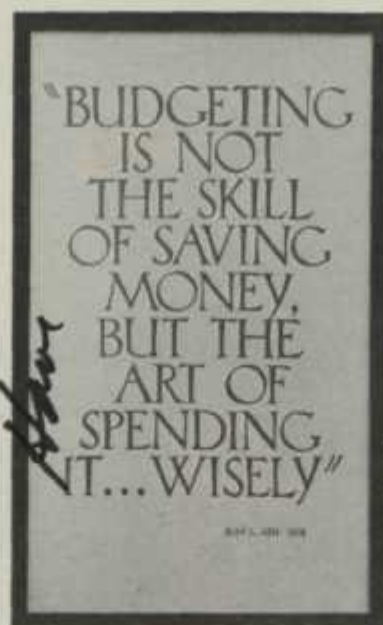 “BUDGETING
IS NOT
THE SKILL
OF SAVING
MONEY,
BUT THE
ART OF
SPENDING
IT...WISELY”